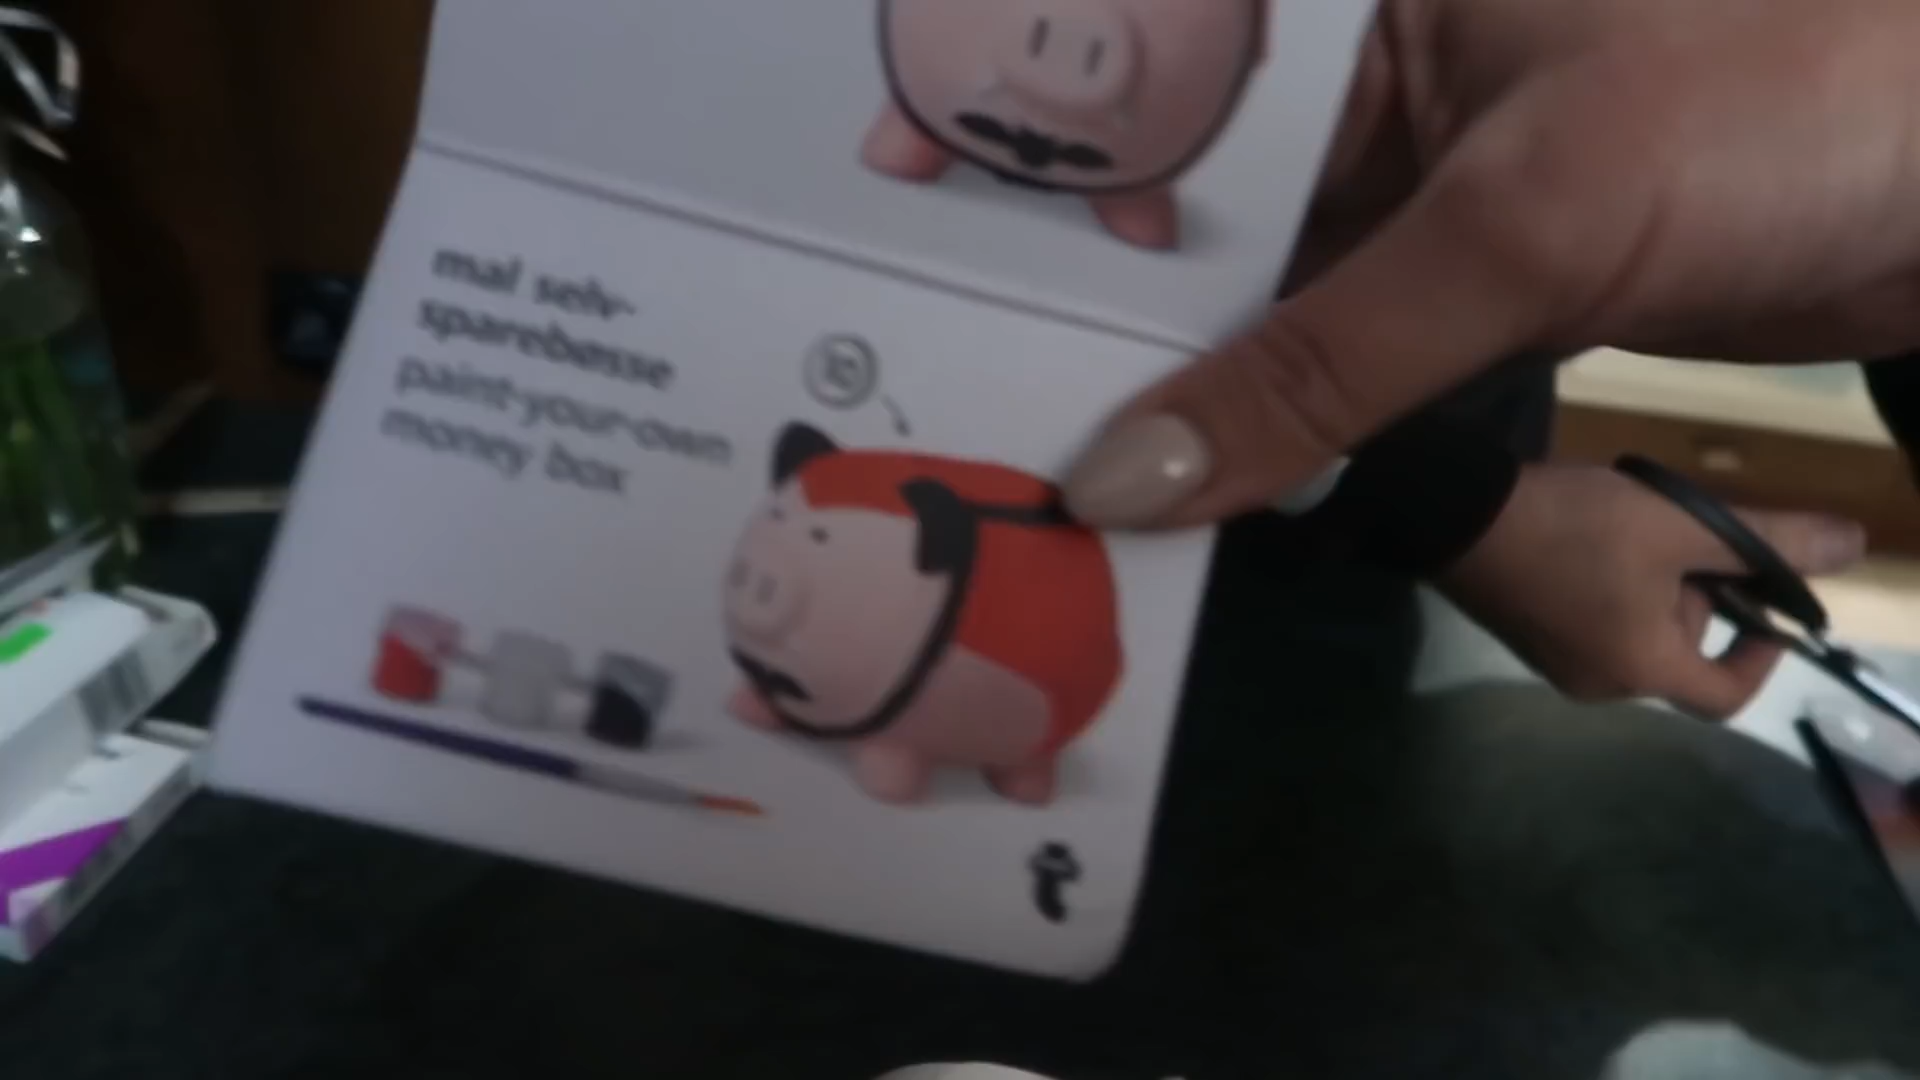 mal selv-
sparebøsse
paint-your-own
money box